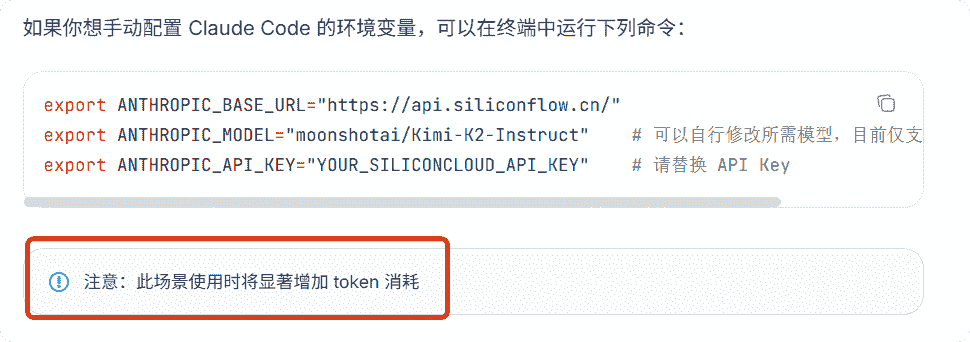 如果你想手动配置 Claude Code 的环境变量，可以在终端中运行下列命令：
export ANTHROPIC_BASE_URL="https://api.siliconflow.cn/"
export ANTHROPIC_MODEL="moonshotai/Kimi-K2-Instruct"    # 可以自行修改所需模型，目前仅支
export ANTHROPIC_API_KEY="YOUR_SILICONCLOUD_API_KEY"    # 请替换 API Key
注意：此场景使用时将显著增加 token 消耗